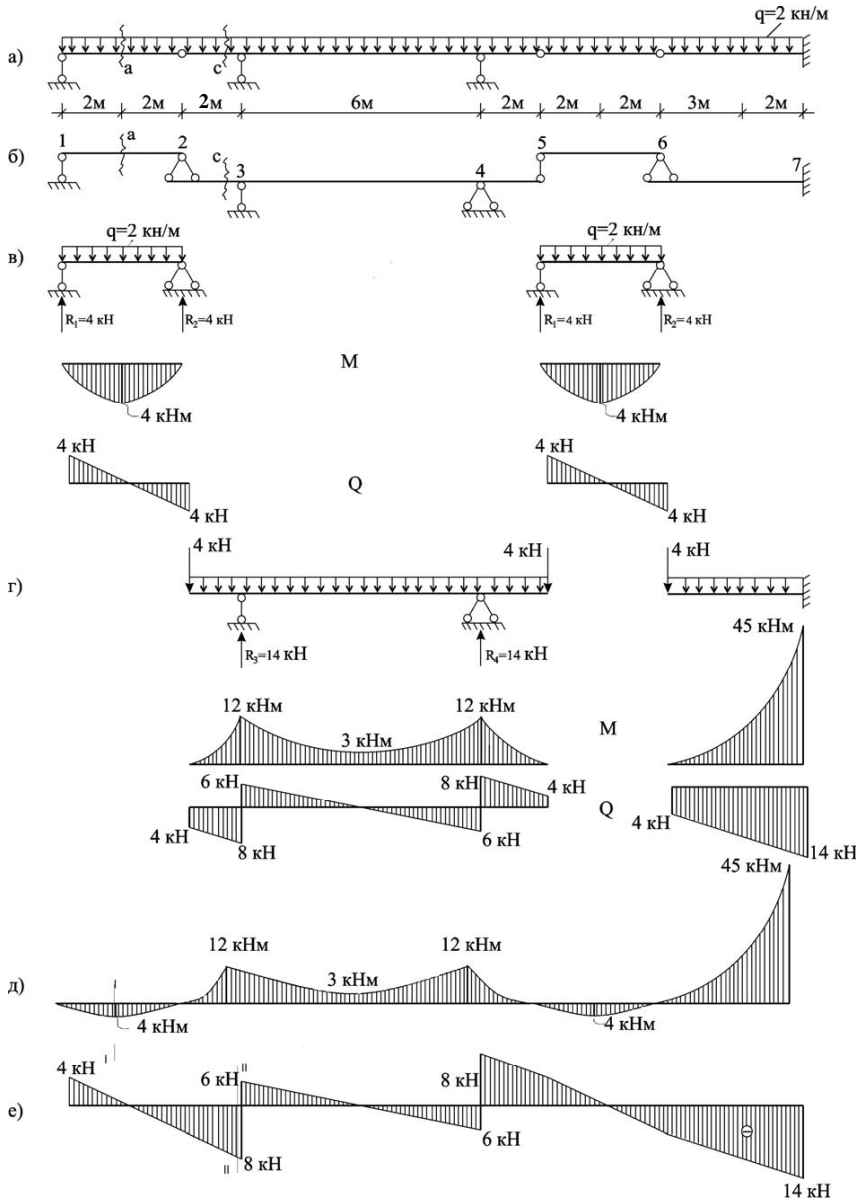 q=2 кн/м
а)
а
с
2м 2м 2м 6м 2м 2м 2м 3м 2м
б)
1 а 2 с 3 4 5 6 7
q=2 кн/м q=2 кн/м
в)
R1=4 кН R2=4 кН R1=4 кН R2=4 кН
М
4 кНм 4 кНм
4 кН 4 кН
Q
4 кН 4 кН
4 кН 4 кН 4 кН
г)
R3=14 кН R4=14 кН
45 кНм
12 кНм 12 кНм
3 кНм
М
6 кН 8 кН 4 кН
Q
4 кН 4 кН
8 кН 6 кН 14 кН
45 кНм
12 кНм 12 кНм
3 кНм
I
д)
4 кНм 4 кНм
I
4 кН 6 кН II 8 кН
е)
6 кН
II 8 кН
14 кН